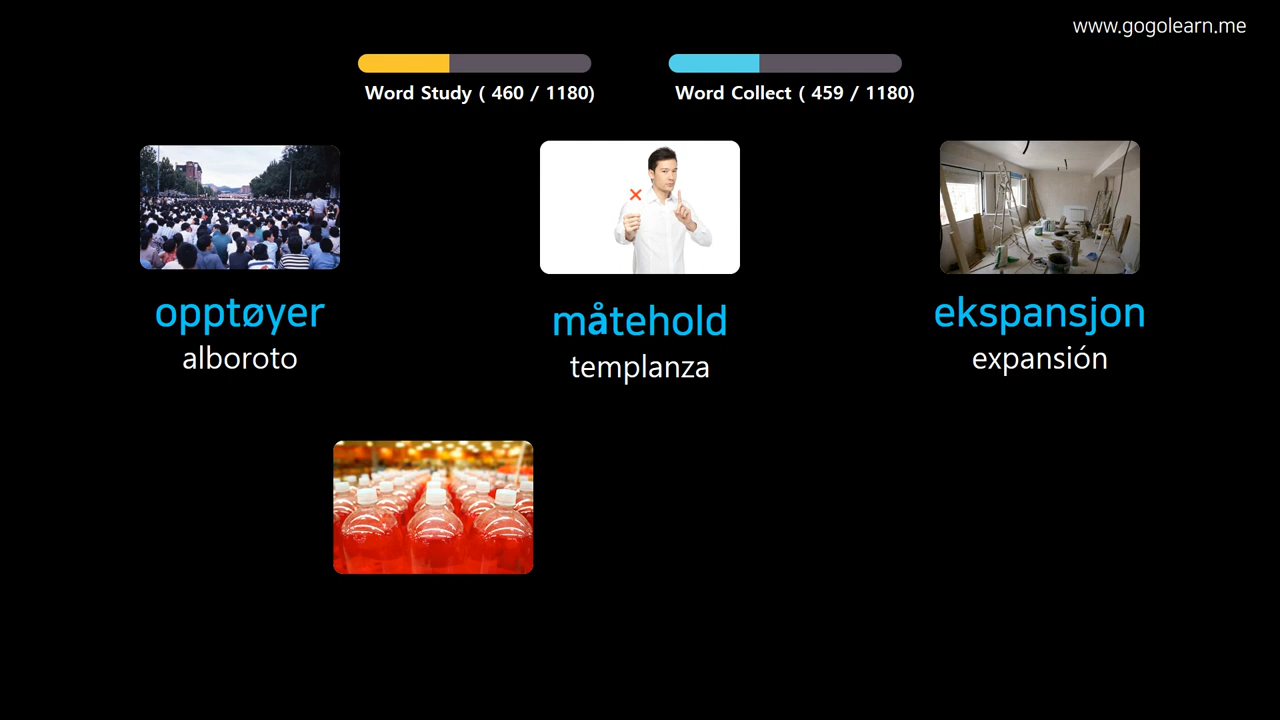 www.gogolearn.me
Word Study ( 460 / 1180)
Word Collect ( 459 / 1180)
opptøyer
alboroto
måtehold
templanza
ekspansjon
expansión